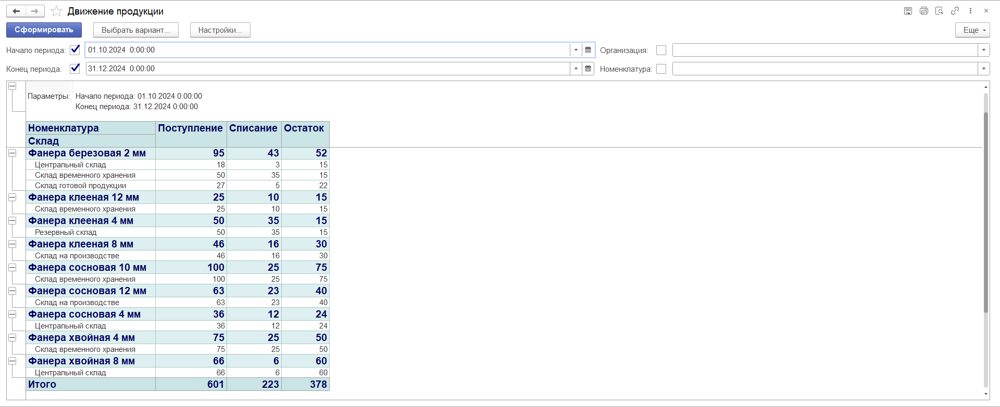 Движение продукции
Сформировать Выбрать вариант... Настройки... Еще
Начало периода: 01.10.2024 0:00:00 Организация:
Конец периода: 31.12.2024 0:00:00 Номенклатура:
Параметры: Начало периода: 01.10.2024 0:00:00
Конец периода: 31.12.2024 0:00:00
Номенклатура Поступление Списание Остаток
Склад
Фанера березовая 2 мм 95 43 52
Центральный склад 18 3 15
Склад временного хранения 50 35 15
Склад готовой продукции 27 5 22
Фанера клееная 12 мм 25 10 15
Склад временного хранения 25 10 15
Фанера клееная 4 мм 50 35 15
Резервный склад 50 35 15
Фанера клееная 8 мм 46 16 30
Склад на производстве 46 16 30
Фанера сосновая 10 мм 100 25 75
Склад временного хранения 100 25 75
Фанера сосновая 12 мм 63 23 40
Склад на производстве 63 23 40
Фанера сосновая 4 мм 36 12 24
Центральный склад 36 12 24
Фанера хвойная 4 мм 75 25 50
Склад временного хранения 75 25 50
Фанера хвойная 8 мм 66 6 60
Центральный склад 66 6 60
Итого 601 223 378